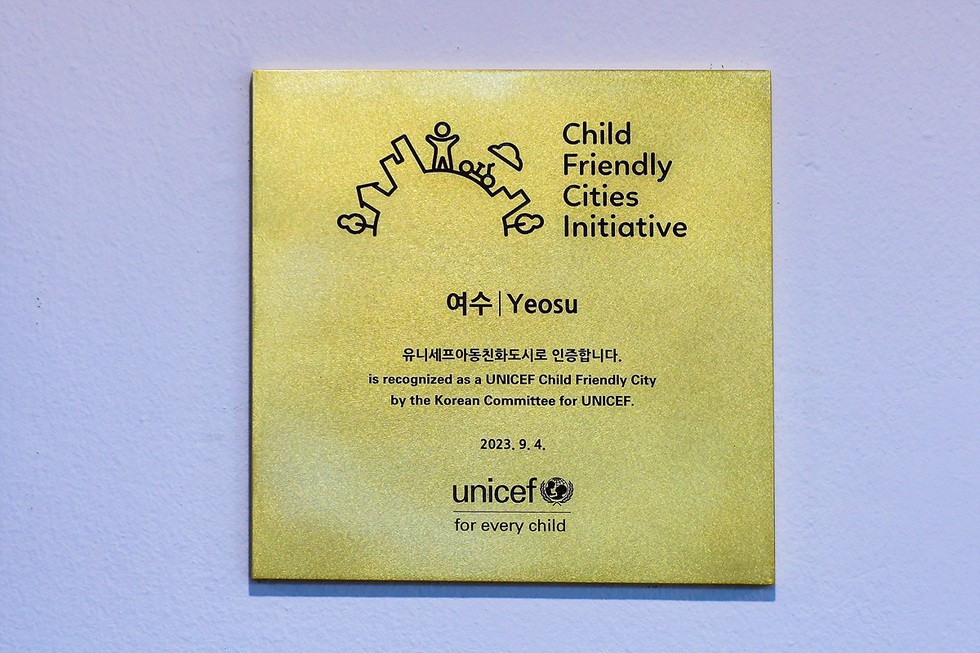 Child
Friendly
Cities
Initiative
여수 | Yeosu
유니세프아동친화도시로 인증합니다.
is recognized as a UNICEF Child Friendly City
by the Korean Committee for UNICEF.
2023. 9. 4.
unicef
for every child